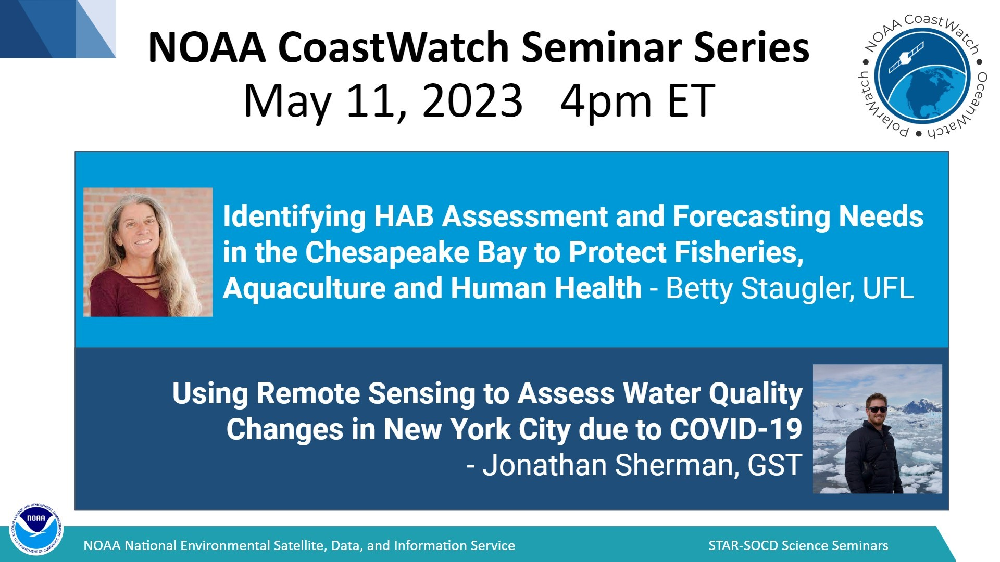 NOAA CoastWatch Seminar Series
May 11, 2023 4pm ET
NOAA CoastWatch • OceanWatch • PolarWatch •
Identifying HAB Assessment and Forecasting Needs
in the Chesapeake Bay to Protect Fisheries,
Aquaculture and Human Health - Betty Staugler, UFL
Using Remote Sensing to Assess Water Quality
Changes in New York City due to COVID-19
- Jonathan Sherman, GST
NATIONAL OCEANIC AND ATMOSPHERIC ADMINISTRATION
NOAA
U.S. DEPARTMENT OF COMMERCE
NOAA National Environmental Satellite, Data, and Information Service
STAR-SOCD Science Seminars